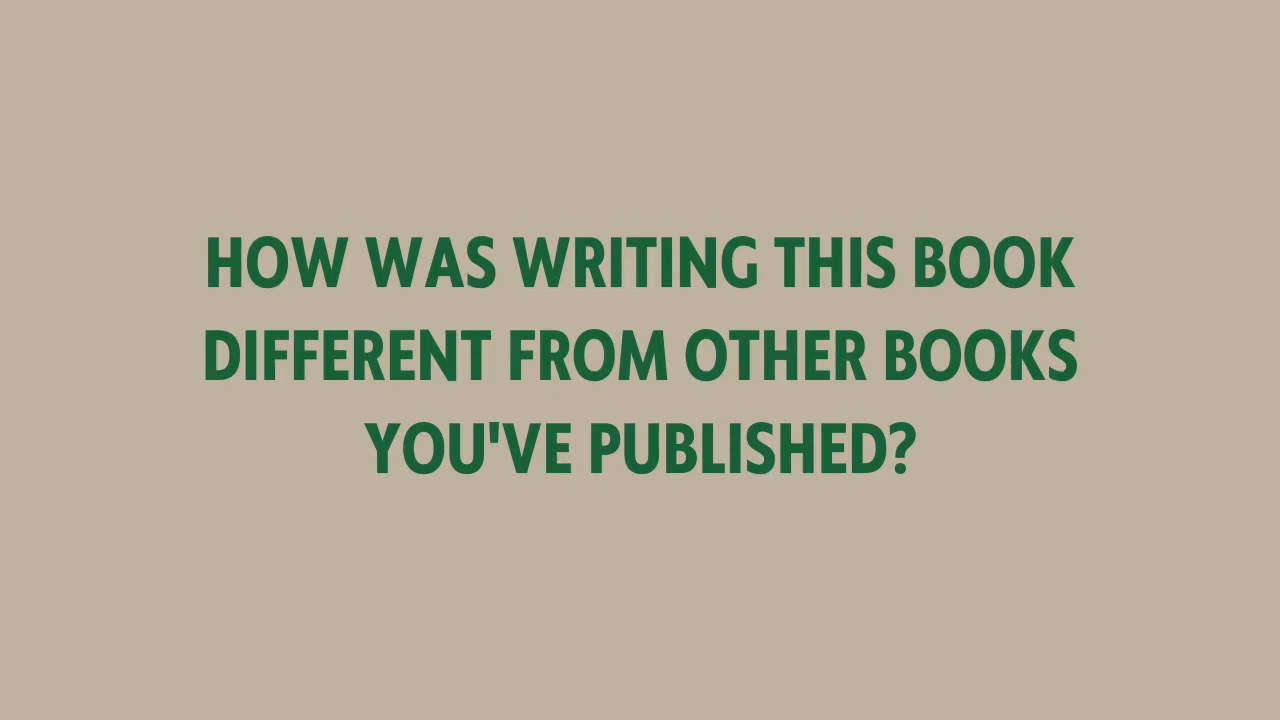 HOW WAS WRITING THIS BOOK
DIFFERENT FROM OTHER BOOKS
YOU'VE PUBLISHED?